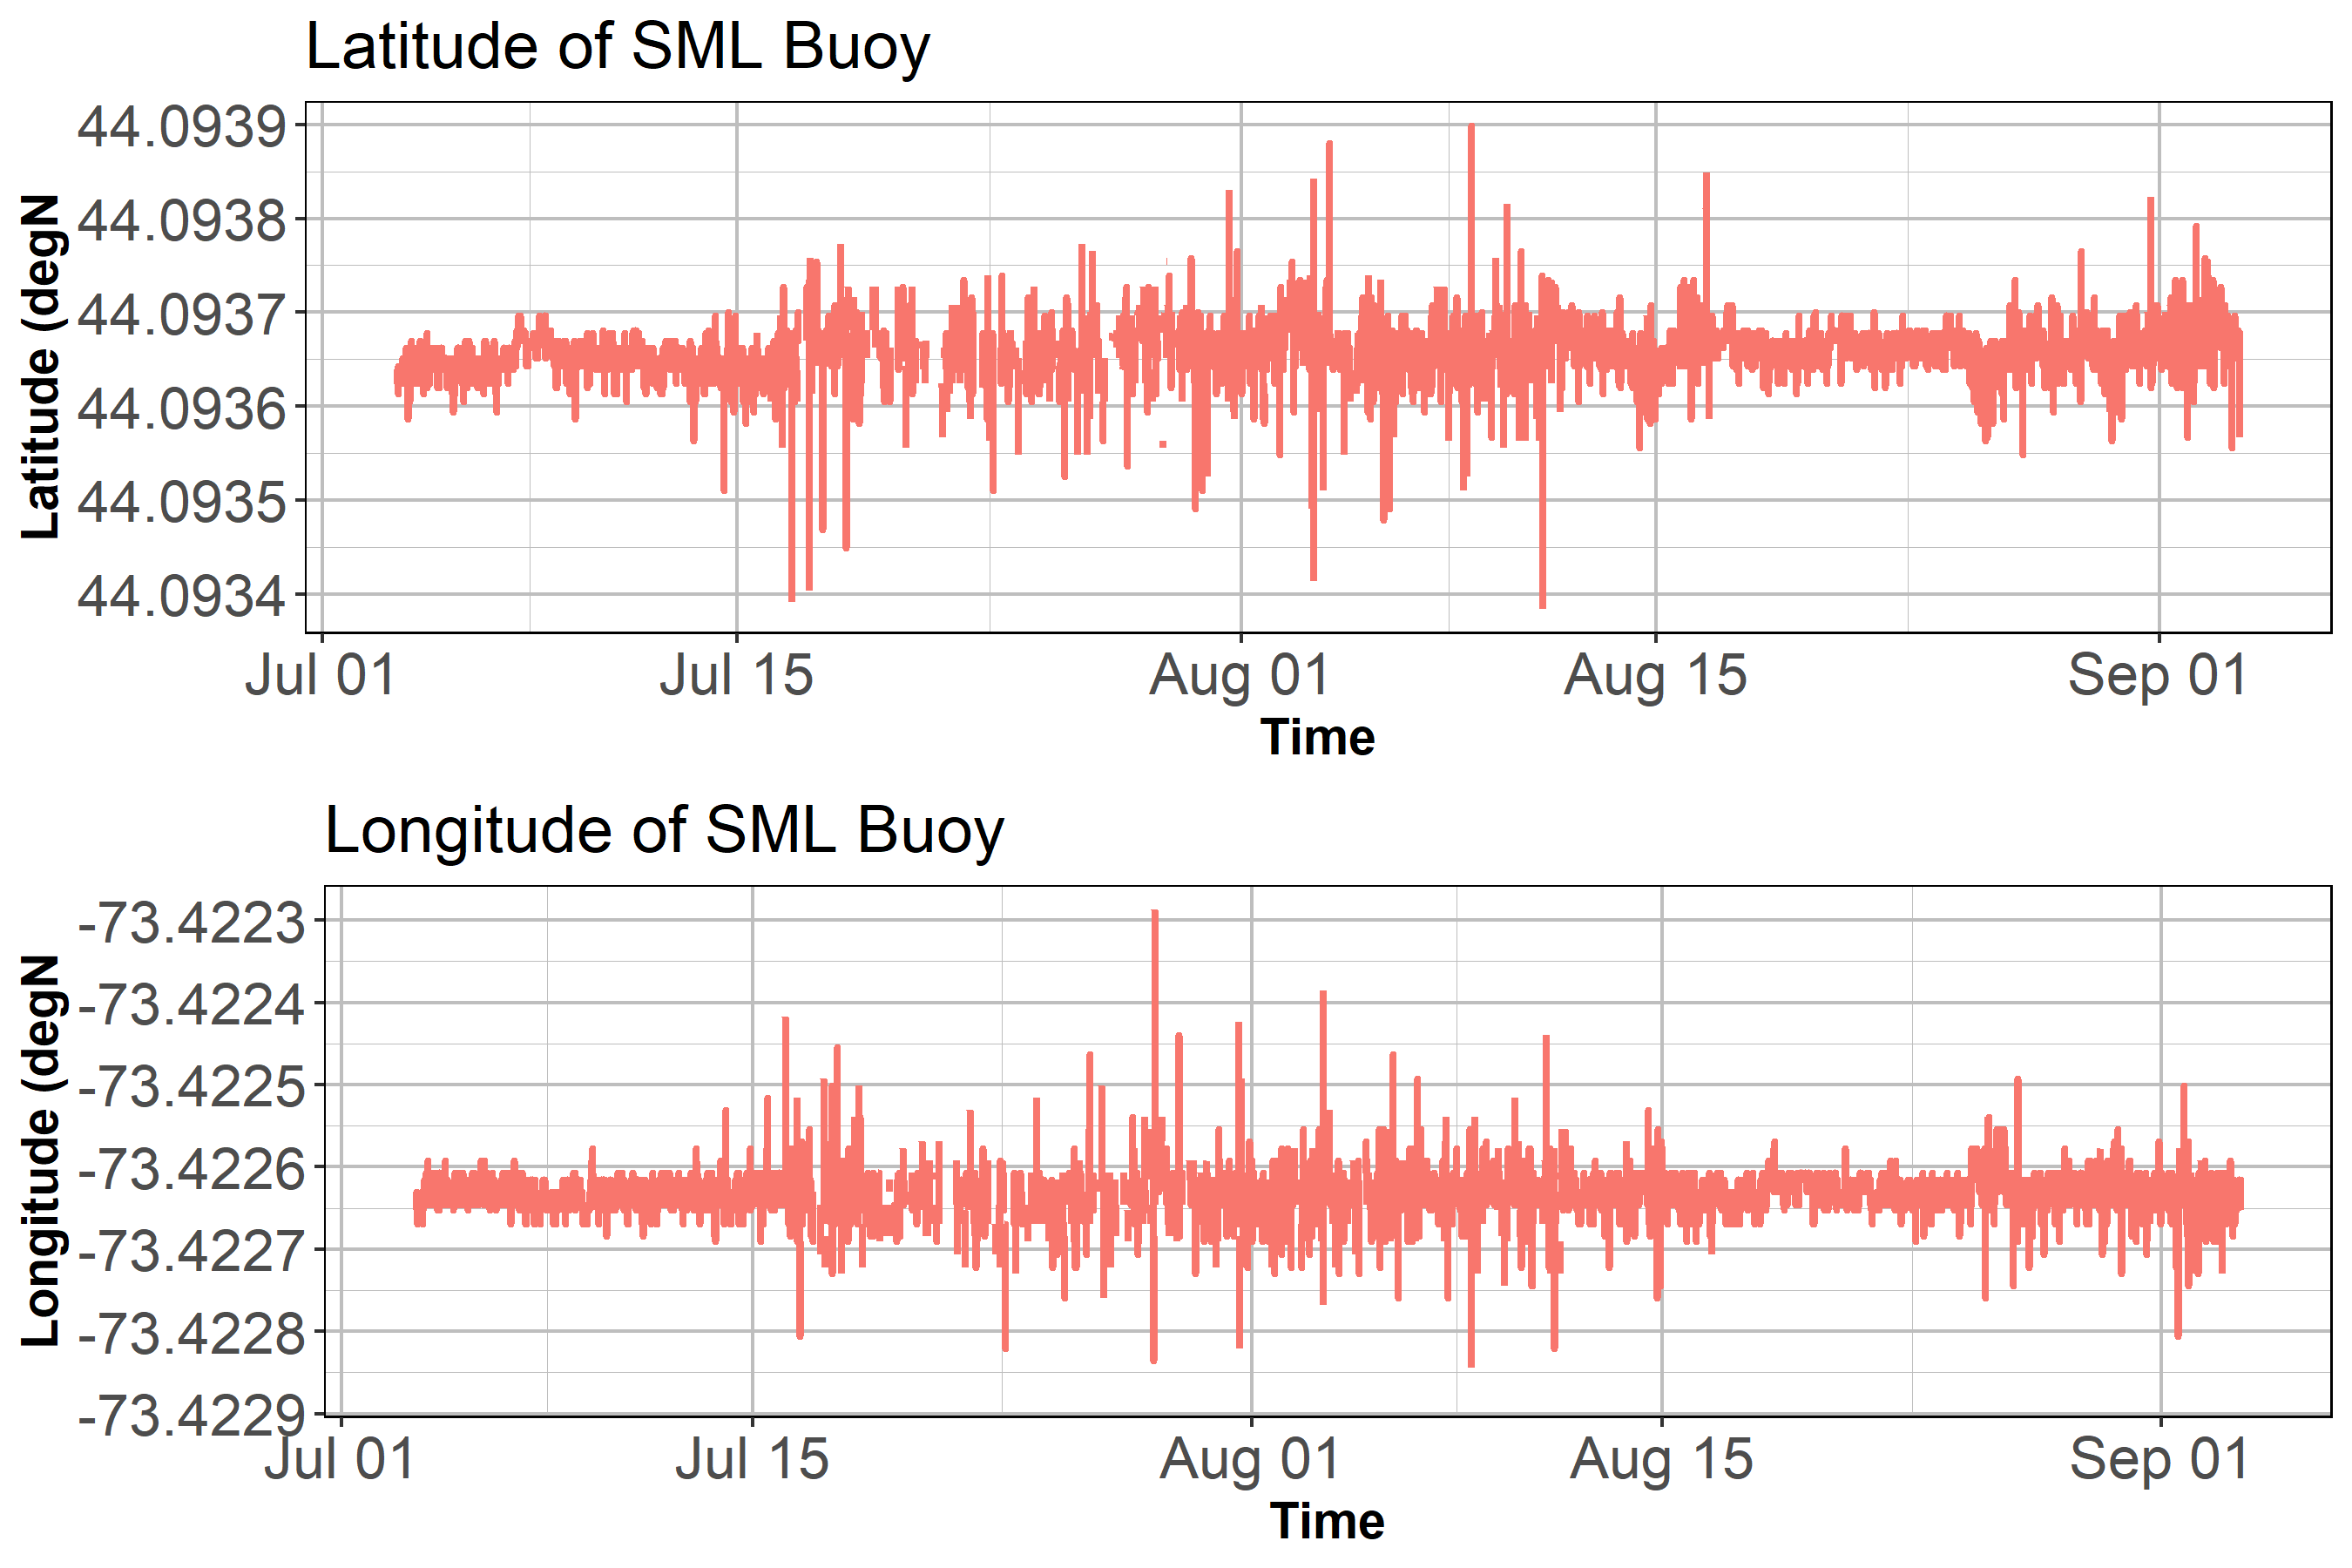 Latitude of SML Buoy
Latitude (degN
44.0939
44.0938
44.0937
44.0936
44.0935
44.0934
Jul 01 Jul 15 Aug 01 Aug 15 Sep 01
Time
Longitude of SML Buoy
Longitude (degN
-73.4223
-73.4224
-73.4225
-73.4226
-73.4227
-73.4228
-73.4229
Jul 01 Jul 15 Aug 01 Aug 15 Sep 01
Time